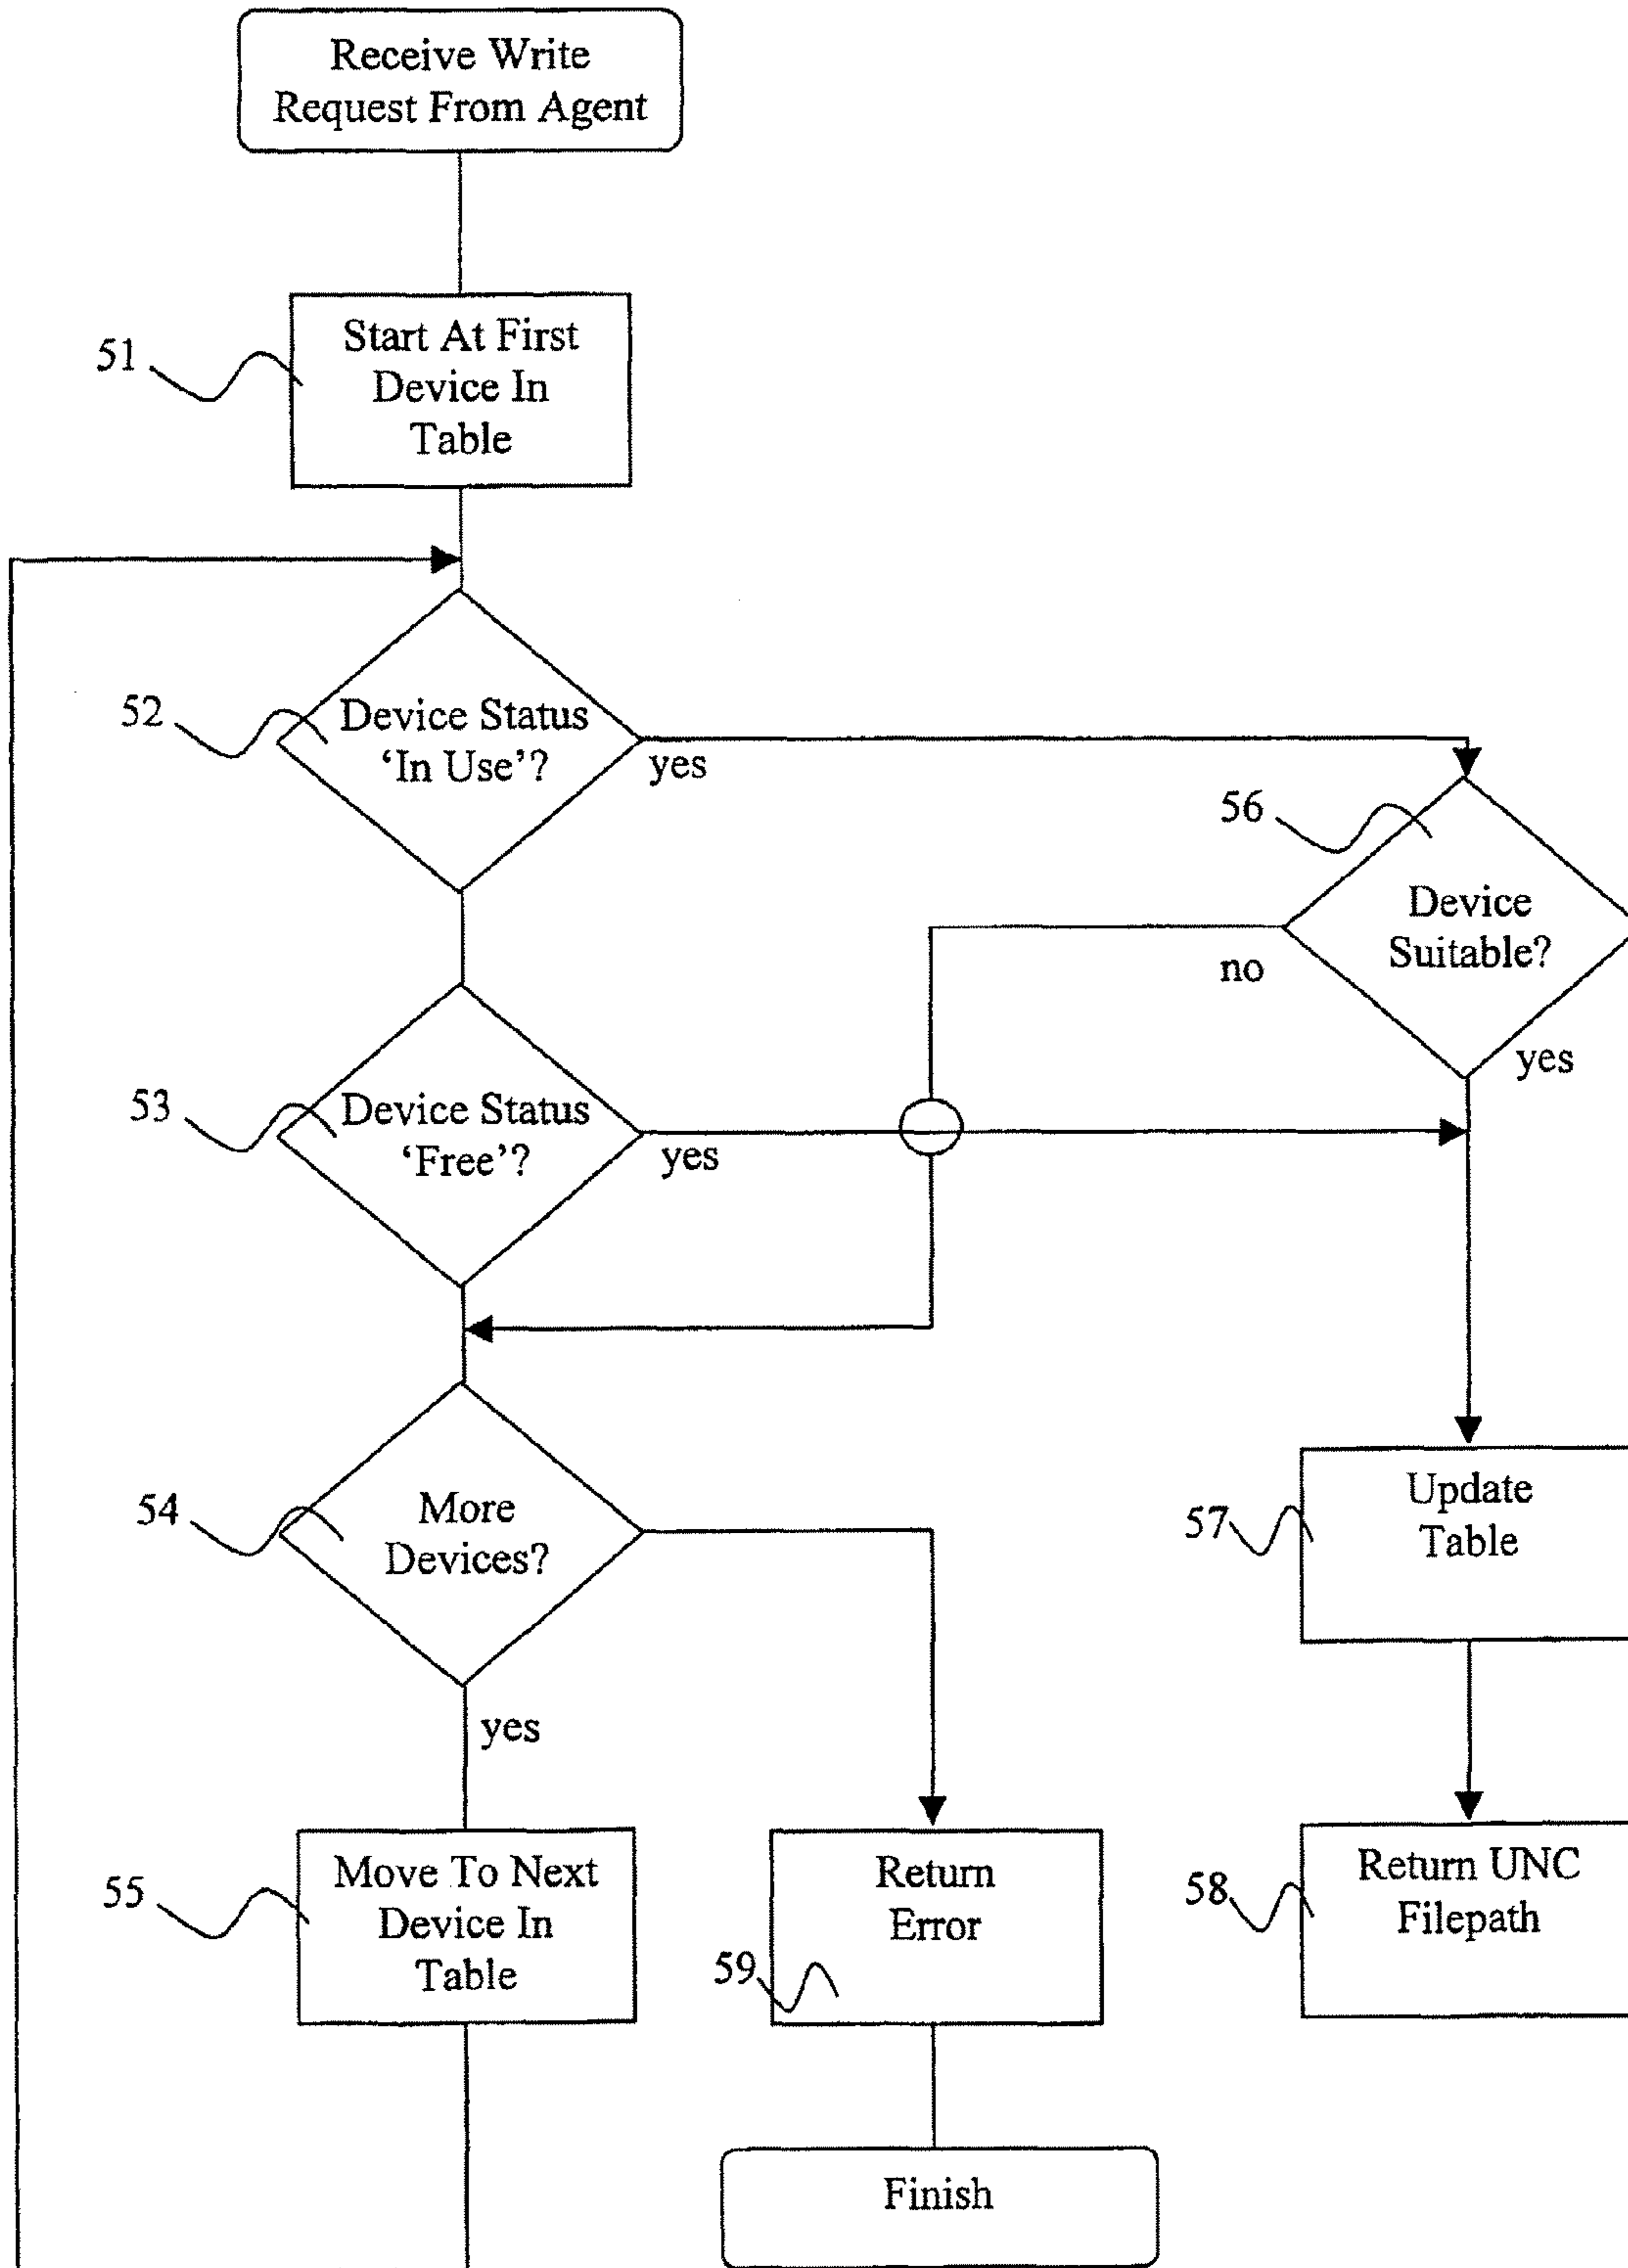 Receive Write
Request From Agent
51
Start At First
Device In
Table
52
Device Status
‘In Use’?
yes
56
Device
Suitable?
no
yes
53
Device Status
‘Free’?
yes
54
More
Devices?
yes
57
Update
Table
55
Move To Next
Device In
Table
59
Return
Error
58
Return UNC
Filepath
Finish